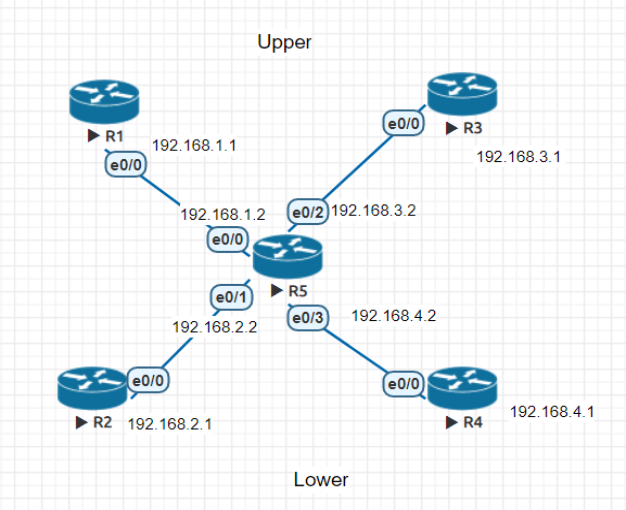 Upper
R1
R3
e0/0
192.168.1.1
e0/0
192.168.3.1
192.168.1.2
e0/2
192.168.3.2
e0/0
R5
e0/1
e0/3
192.168.4.2
192.168.2.2
e0/0
e0/0
R2
192.168.2.1
R4
192.168.4.1
Lower